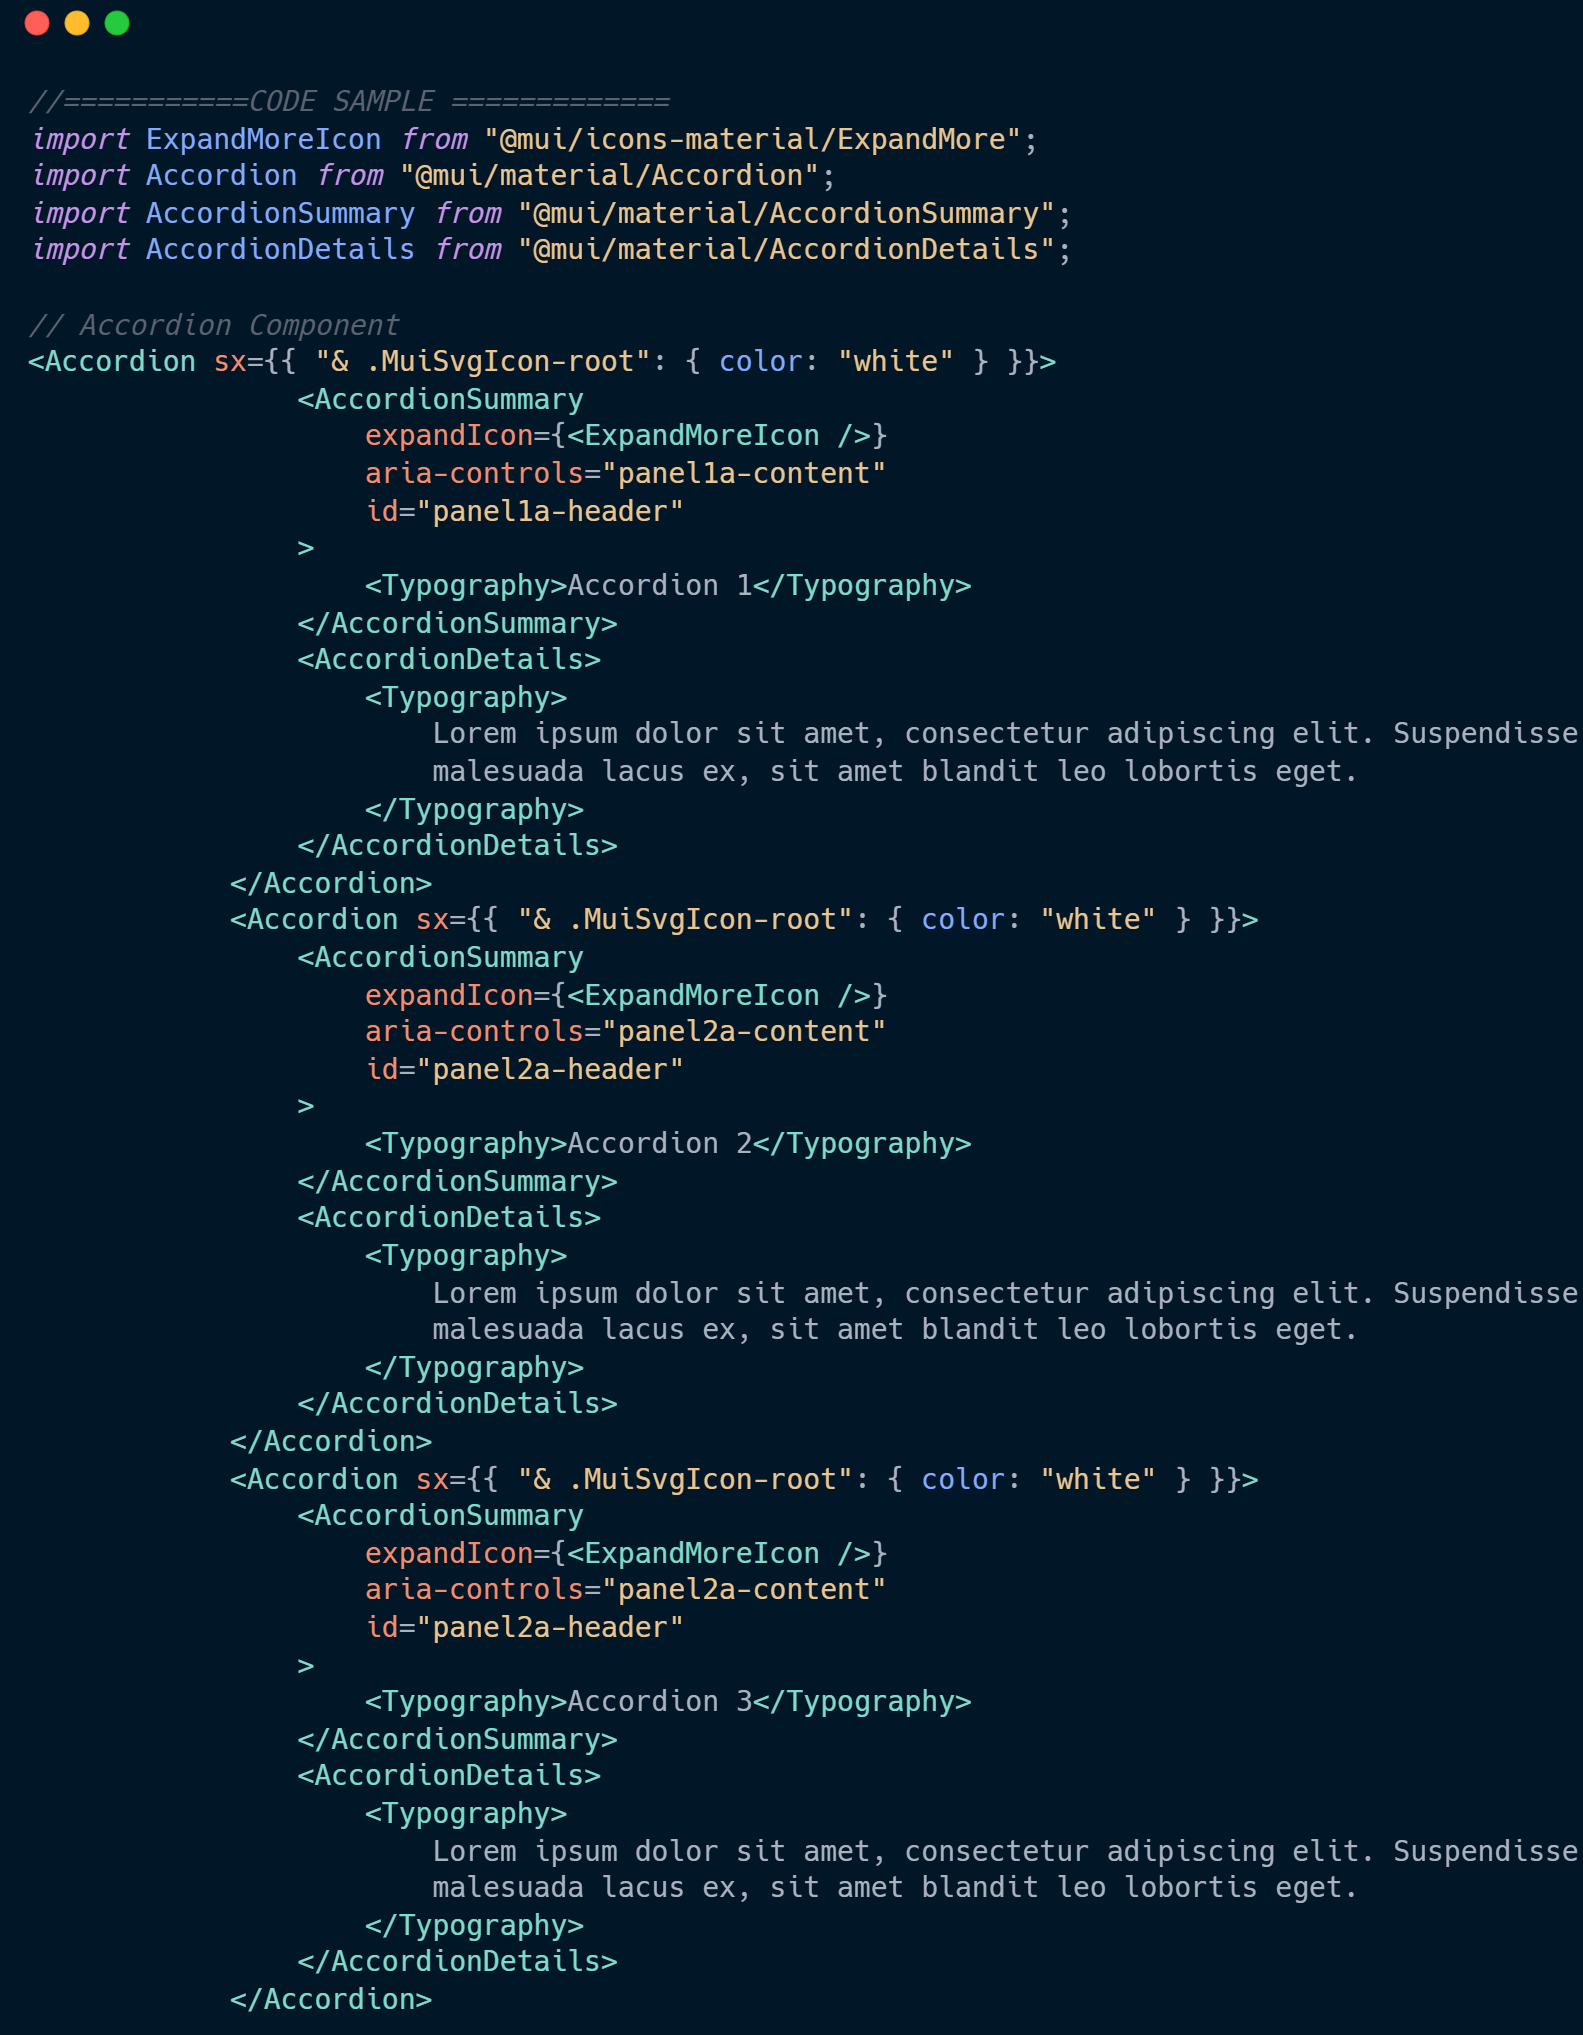 //===========CODE SAMPLE =============
import ExpandMoreIcon from "@mui/icons-material/ExpandMore";
import Accordion from "@mui/material/Accordion";
import AccordionSummary from "@mui/material/AccordionSummary";
import AccordionDetails from "@mui/material/AccordionDetails";

// Accordion Component
<Accordion sx={{ "& .MuiSvgIcon-root": { color: "white" } }}>
                <AccordionSummary
                    expandIcon={<ExpandMoreIcon />}
                    aria-controls="panel1a-content"
                    id="panel1a-header"
                >
                    <Typography>Accordion 1</Typography>
                </AccordionSummary>
                <AccordionDetails>
                    <Typography>
                        Lorem ipsum dolor sit amet, consectetur adipiscing elit. Suspendisse
                        malesuada lacus ex, sit amet blandit leo lobortis eget.
                    </Typography>
                </AccordionDetails>
            </Accordion>
            <Accordion sx={{ "& .MuiSvgIcon-root": { color: "white" } }}>
                <AccordionSummary
                    expandIcon={<ExpandMoreIcon />}
                    aria-controls="panel2a-content"
                    id="panel2a-header"
                >
                    <Typography>Accordion 2</Typography>
                </AccordionSummary>
                <AccordionDetails>
                    <Typography>
                        Lorem ipsum dolor sit amet, consectetur adipiscing elit. Suspendisse
                        malesuada lacus ex, sit amet blandit leo lobortis eget.
                    </Typography>
                </AccordionDetails>
            </Accordion>
            <Accordion sx={{ "& .MuiSvgIcon-root": { color: "white" } }}>
                <AccordionSummary
                    expandIcon={<ExpandMoreIcon />}
                    aria-controls="panel2a-content"
                    id="panel2a-header"
                >
                    <Typography>Accordion 3</Typography>
                </AccordionSummary>
                <AccordionDetails>
                    <Typography>
                        Lorem ipsum dolor sit amet, consectetur adipiscing elit. Suspendisse
                        malesuada lacus ex, sit amet blandit leo lobortis eget.
                    </Typography>
                </AccordionDetails>
            </Accordion>